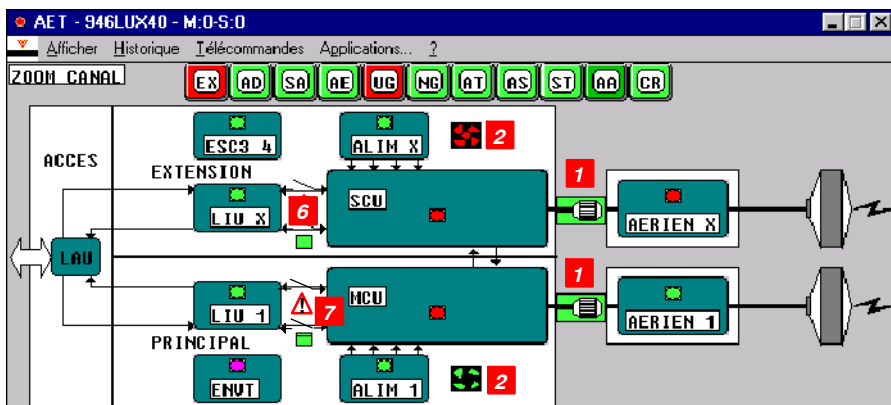 AET - 946LUX40 - M:0-S:0
Afficher Historique Télécommandes Applications... ?
ZOOM CANAL
EX AD SA AE UG NG AT AS ST AA CR
ESC3 4
ALIM X
2
ACCES
EXTENSION
1
SCU
LIU X
6
AERIEN X
LAU
1
MCU
LIU 1
7
AERIEN 1
PRINCIPAL
ENVT
ALIM 1
2